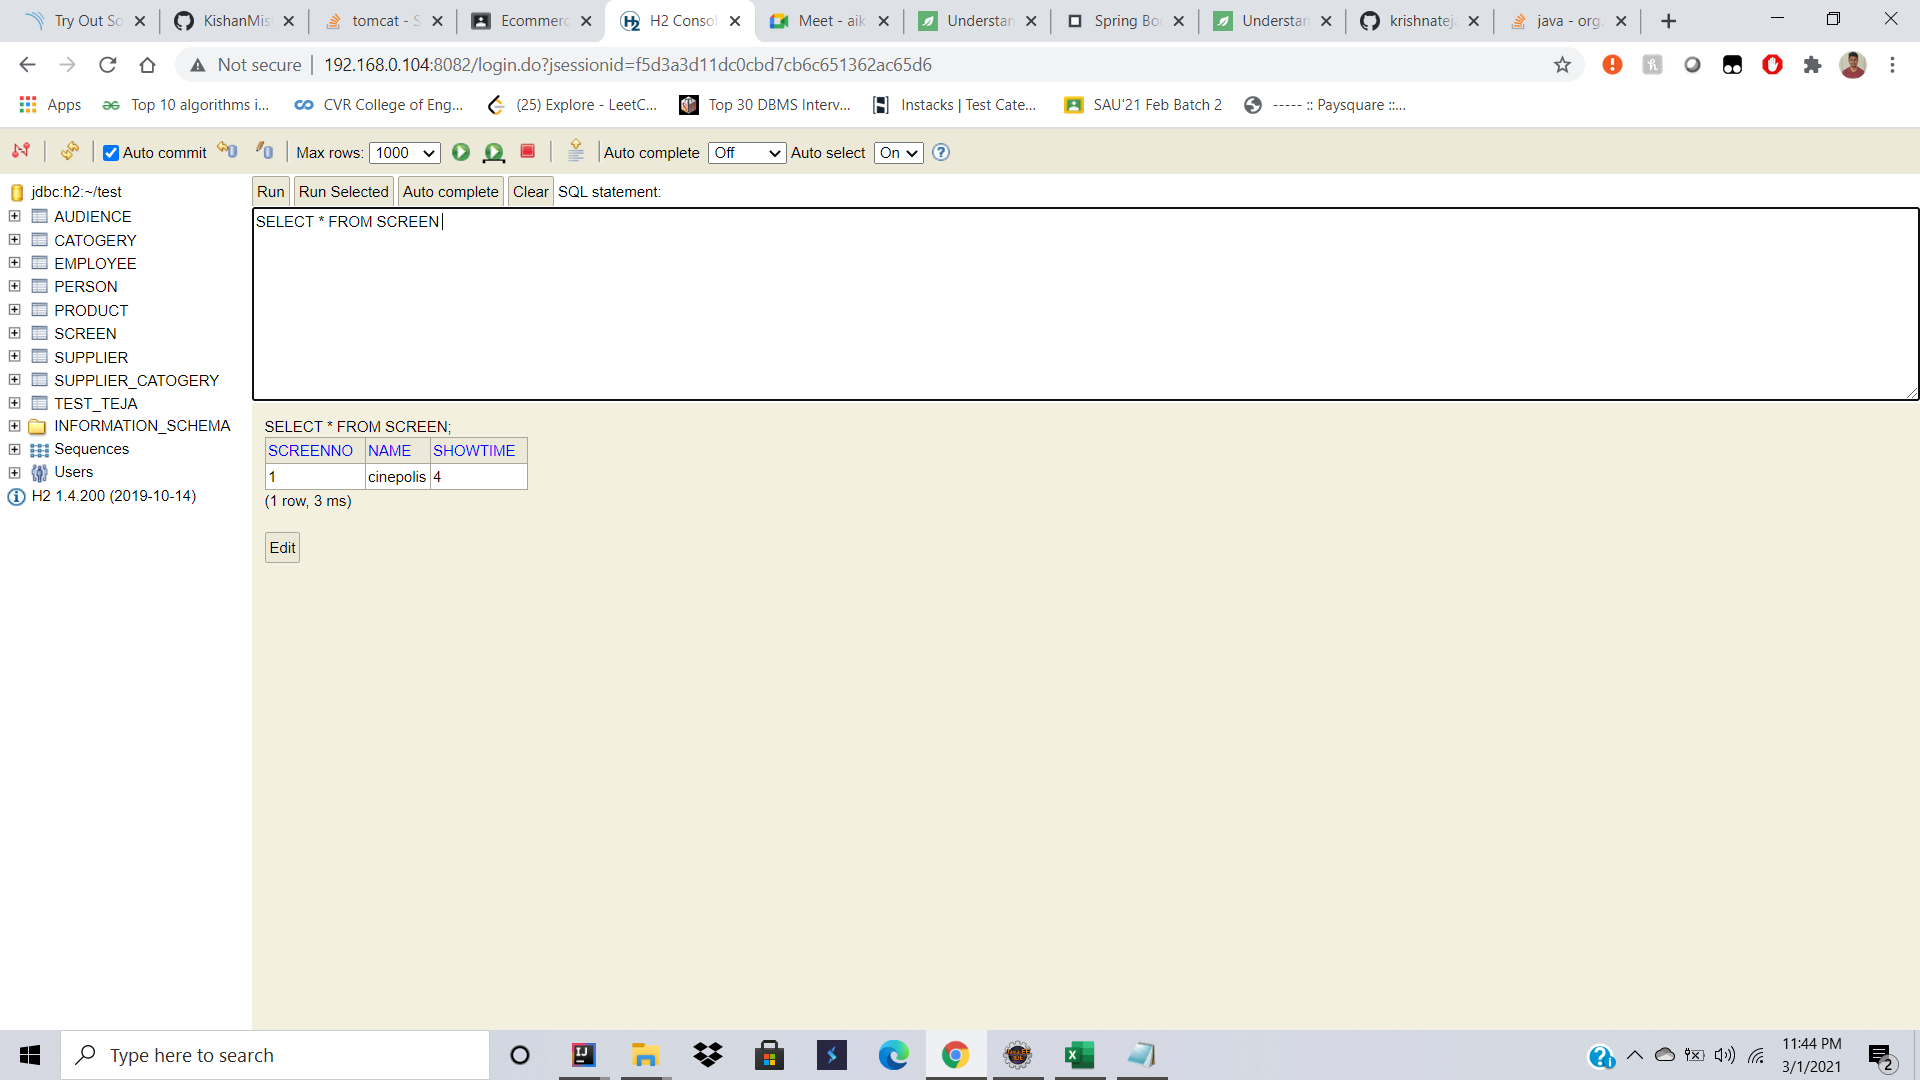 Try Out So
KishanMis
tomcat - S
Ecommerc
H2 Consol
Meet - aik
Understan
Spring Bo
Understan
krishnatej
java - org.
Not secure
192.168.0.104:8082/login.do?jsessionid=f5d3a3d11dc0cbd7cb6c651362ac65d6
Apps
Top 10 algorithms i...
CVR College of Eng...
(25) Explore - LeetC...
Top 30 DBMS Interv...
Instacks | Test Cate...
SAU'21 Feb Batch 2
----- :: Paysquare ::...
Auto commit
Max rows: 1000
Auto complete Off
Auto select On
jdbc:h2:~/test
AUDIENCE
CATOGERY
EMPLOYEE
PERSON
PRODUCT
SCREEN
SUPPLIER
SUPPLIER_CATOGERY
TEST_TEJA
INFORMATION_SCHEMA
Sequences
Users
H2 1.4.200 (2019-10-14)
Run Run Selected Auto complete Clear SQL statement:
SELECT * FROM SCREEN
SELECT * FROM SCREEN;
SCREENNO NAME SHOWTIME
1 cinepolis 4
(1 row, 3 ms)
Edit
Type here to search
11:44 PM
3/1/2021
2